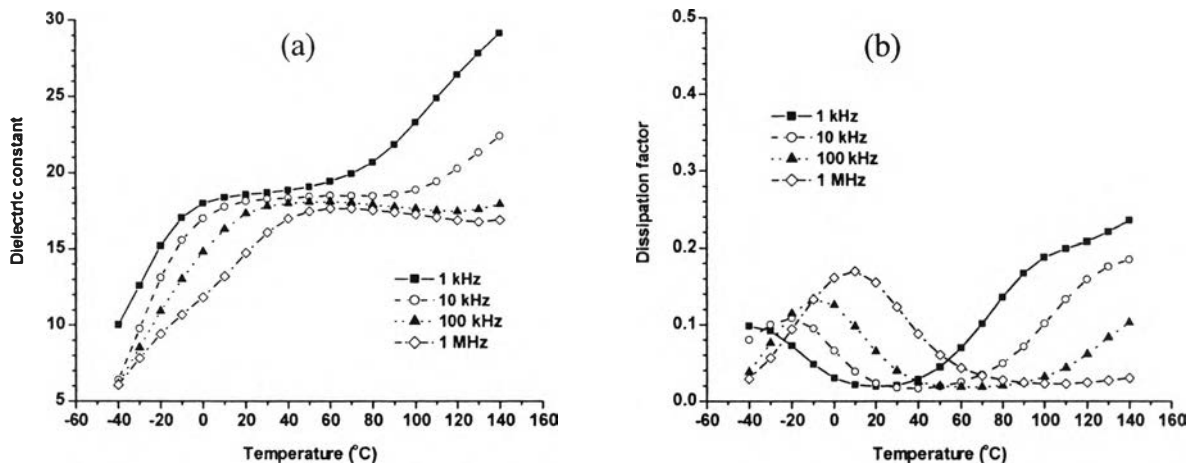 (a)
Dielectric constant
30
25
20
15
10
5
1 kHz
10 kHz
100 kHz
1 MHz
-60 -40 -20 0 20 40 60 80 100 120 140 160
Temperature (°C)
(b)
Dissipation factor
0.5
0.4
0.3
0.2
0.1
0.0
1 kHz
10 kHz
100 kHz
1 MHz
-60 -40 -20 0 20 40 60 80 100 120 140 160
Temperature (°C)